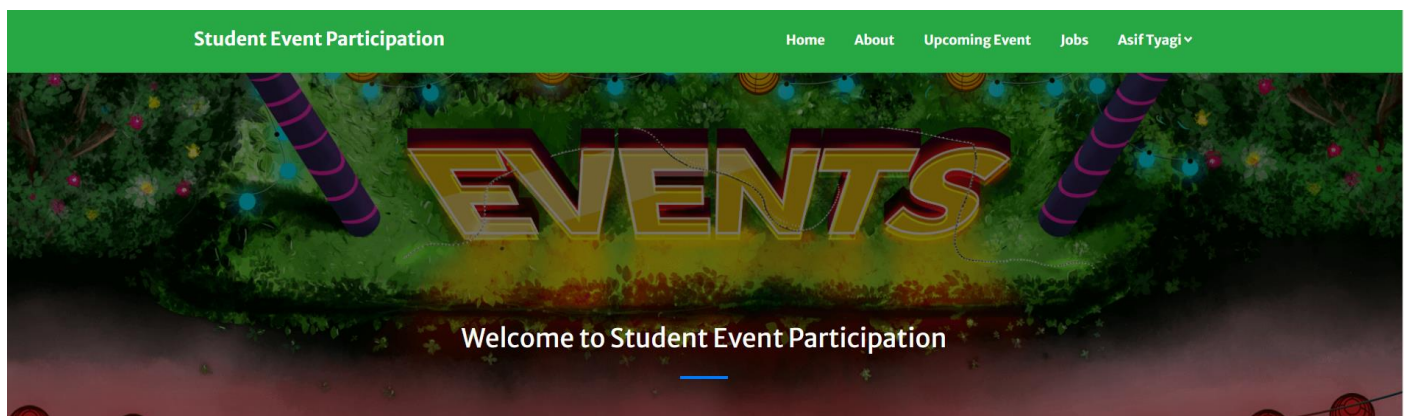 Student Event Participation
Home About Upcoming Event Jobs Asif Tyagi
EVENTS
Welcome to Student Event Participation